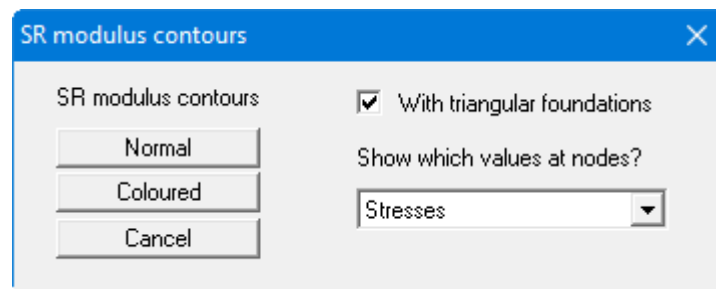 SR modulus contours
SR modulus contours
Normal
Coloured
Cancel
With triangular foundations
Show which values at nodes?
Stresses